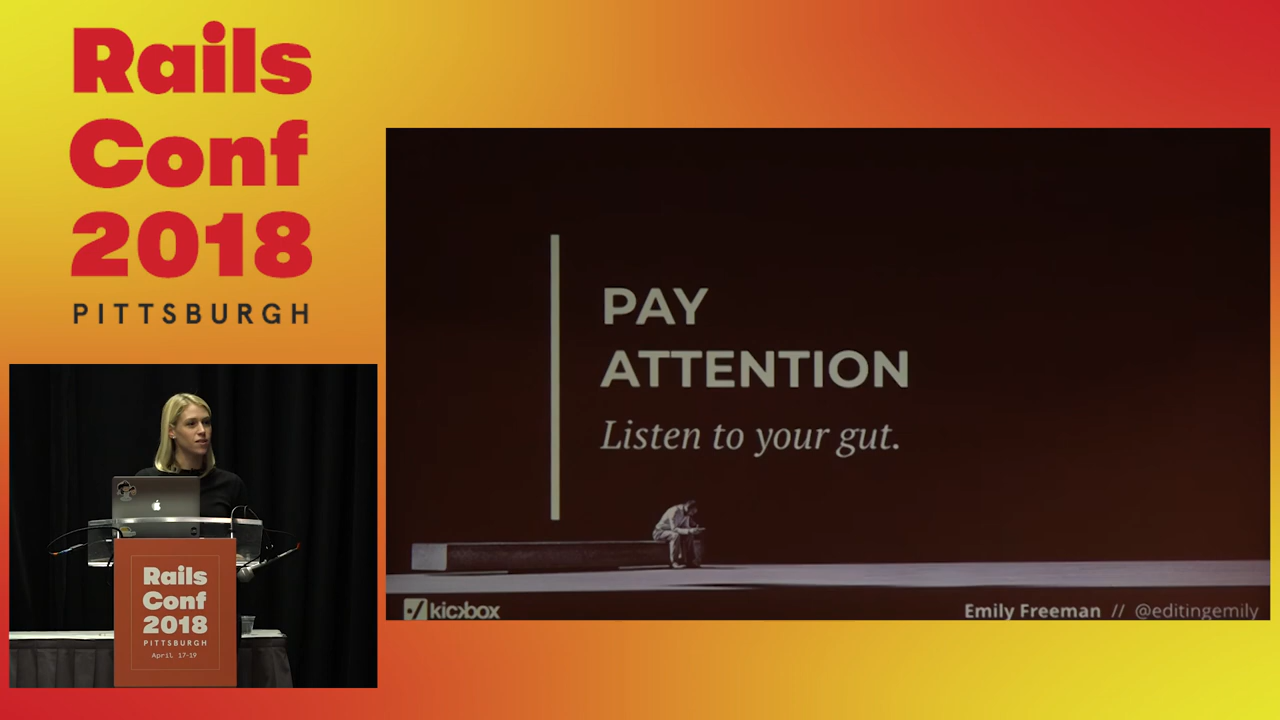 Rails
Conf
2018
PITTSBURGH
PAY
ATTENTION
Listen to your gut.
kickbox
Emily Freeman // @editingemily
Rails
Conf
2018
PITTSBURGH
April, 17-19